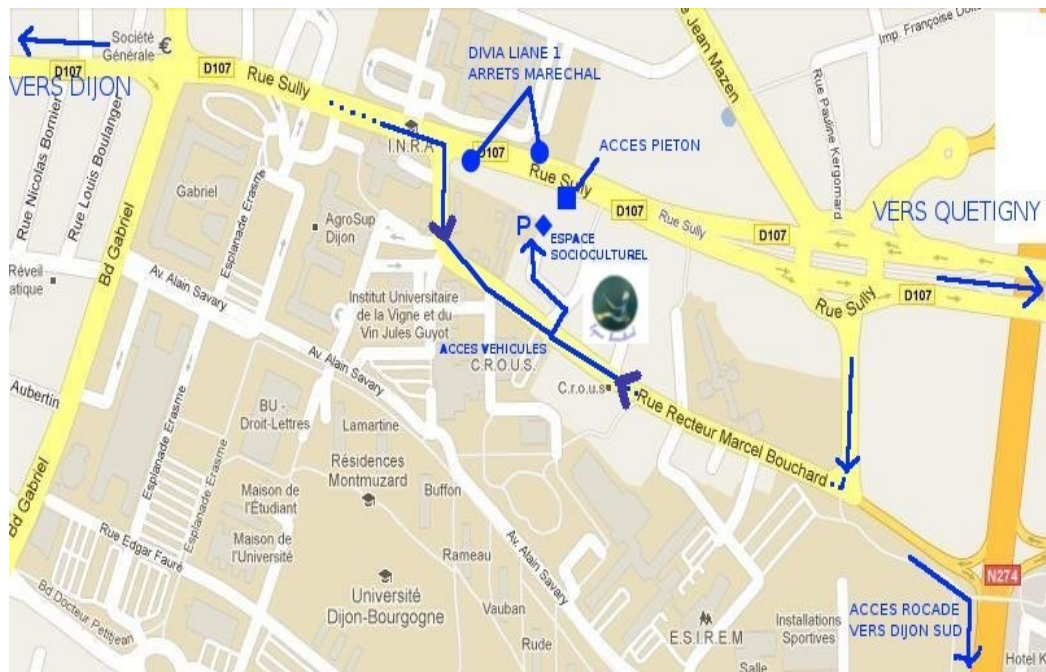 Société
Générale
€
D107
VERS DIJON
D107
Rue Sully
DIVIA LIANE 1
ARRETS MARECHAL
Jean Mazen
Imp. Françoise
Rue Pauline Kergomard
I.N.R.A
D107
ACCES PIETON
Rue Sully
D107
Rue Sully
D107
VERS QUETIGNY
D107
Rue Sully
Rue Nicolas Bornier
Rue Louis Boulanger
Bd Gabriel
Gabriel
Esplanade Erasme
AgroSup
Dijon
P
ESPACE
SOCIOCULTUREL
Réveil
atique
Av. Alain Savary
Institut Universitaire
de la Vigne et du
Vin Jules Guyot
ACCES VEHICULES
C.R.O.U.S.
C.r.o.u.s
Rue Recteur Marcel Bouchard
Av. Alain Savary
Aubertin
Esplanade Erasme
Esplanade Erasme
BU -
Droit-Lettres
Lamartine
Résidences
Montmuzard
Buffon
Maison de
l'Étudiant
Maison de
l'Université
Bd Gabriel
Rue Edgar Faure
Rameau
Av. Alain Savary
Bd Docteur Petitjean
Université
Dijon-Bourgogne
Vauban
Rude
E.S.I.R.E.M
Installations
Sportives
Salle
N274
ACCES ROCADE
VERS DIJON SUD
Hotel K